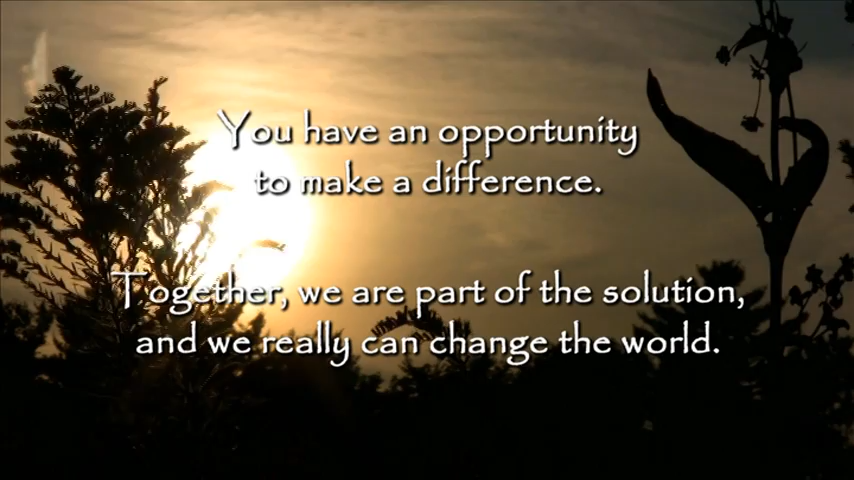 You have an opportunity
to make a difference.
Together, we are part of the solution,
and we really can change the world.